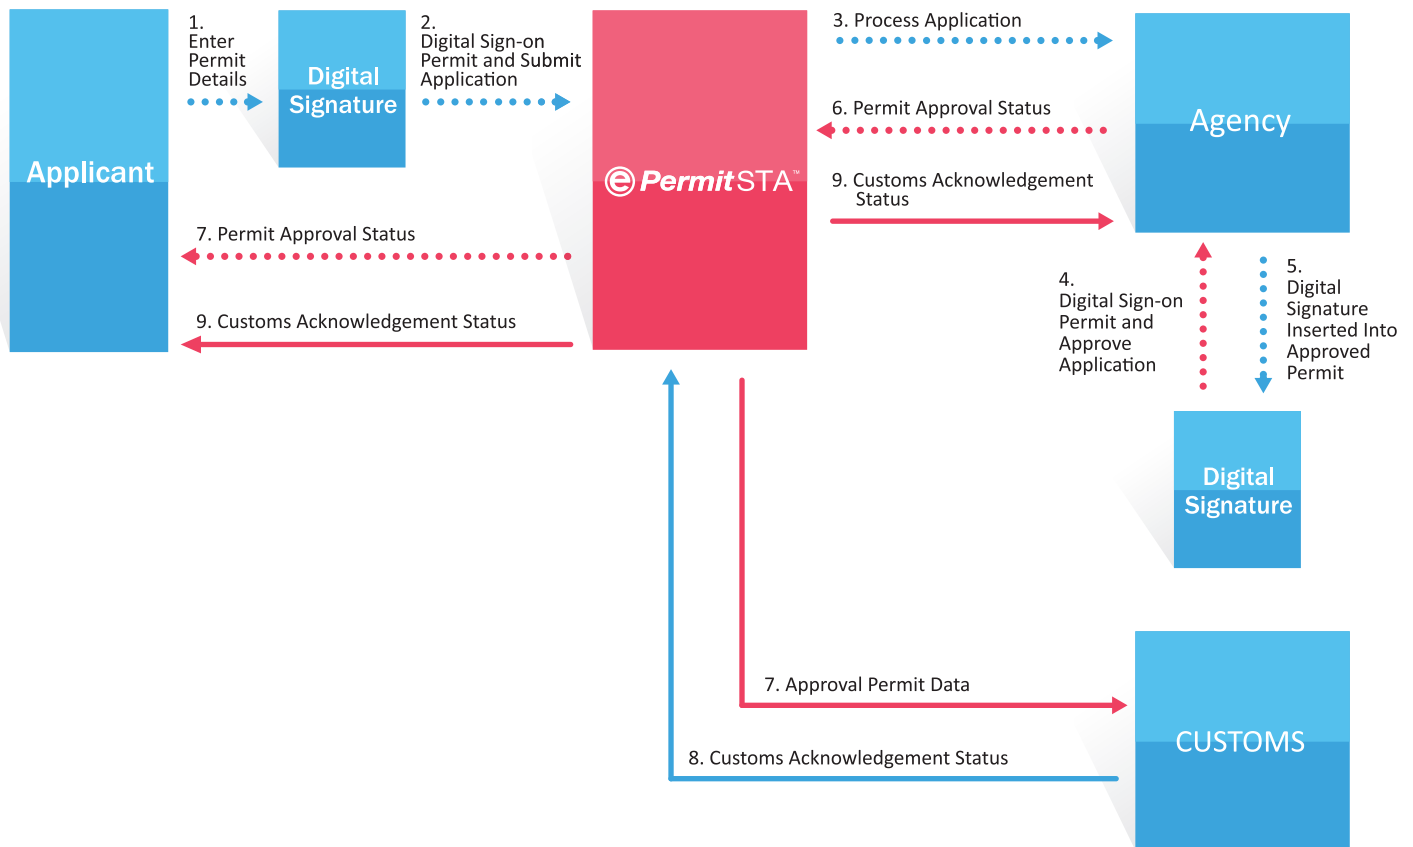 1.
Enter
Permit
Details
Digital
Signature
2.
Digital Sign-on
Permit and Submit
Application
Applicant
ePermitSTA™
3. Process Application
6. Permit Approval Status
9. Customs Acknowledgement
Status
Agency
7. Permit Approval Status
9. Customs Acknowledgement Status
4.
Digital Sign-on
Permit and
Approve
Application
5.
Digital
Signature
Inserted Into
Approved
Permit
Digital
Signature
7. Approval Permit Data
8. Customs Acknowledgement Status
CUSTOMS